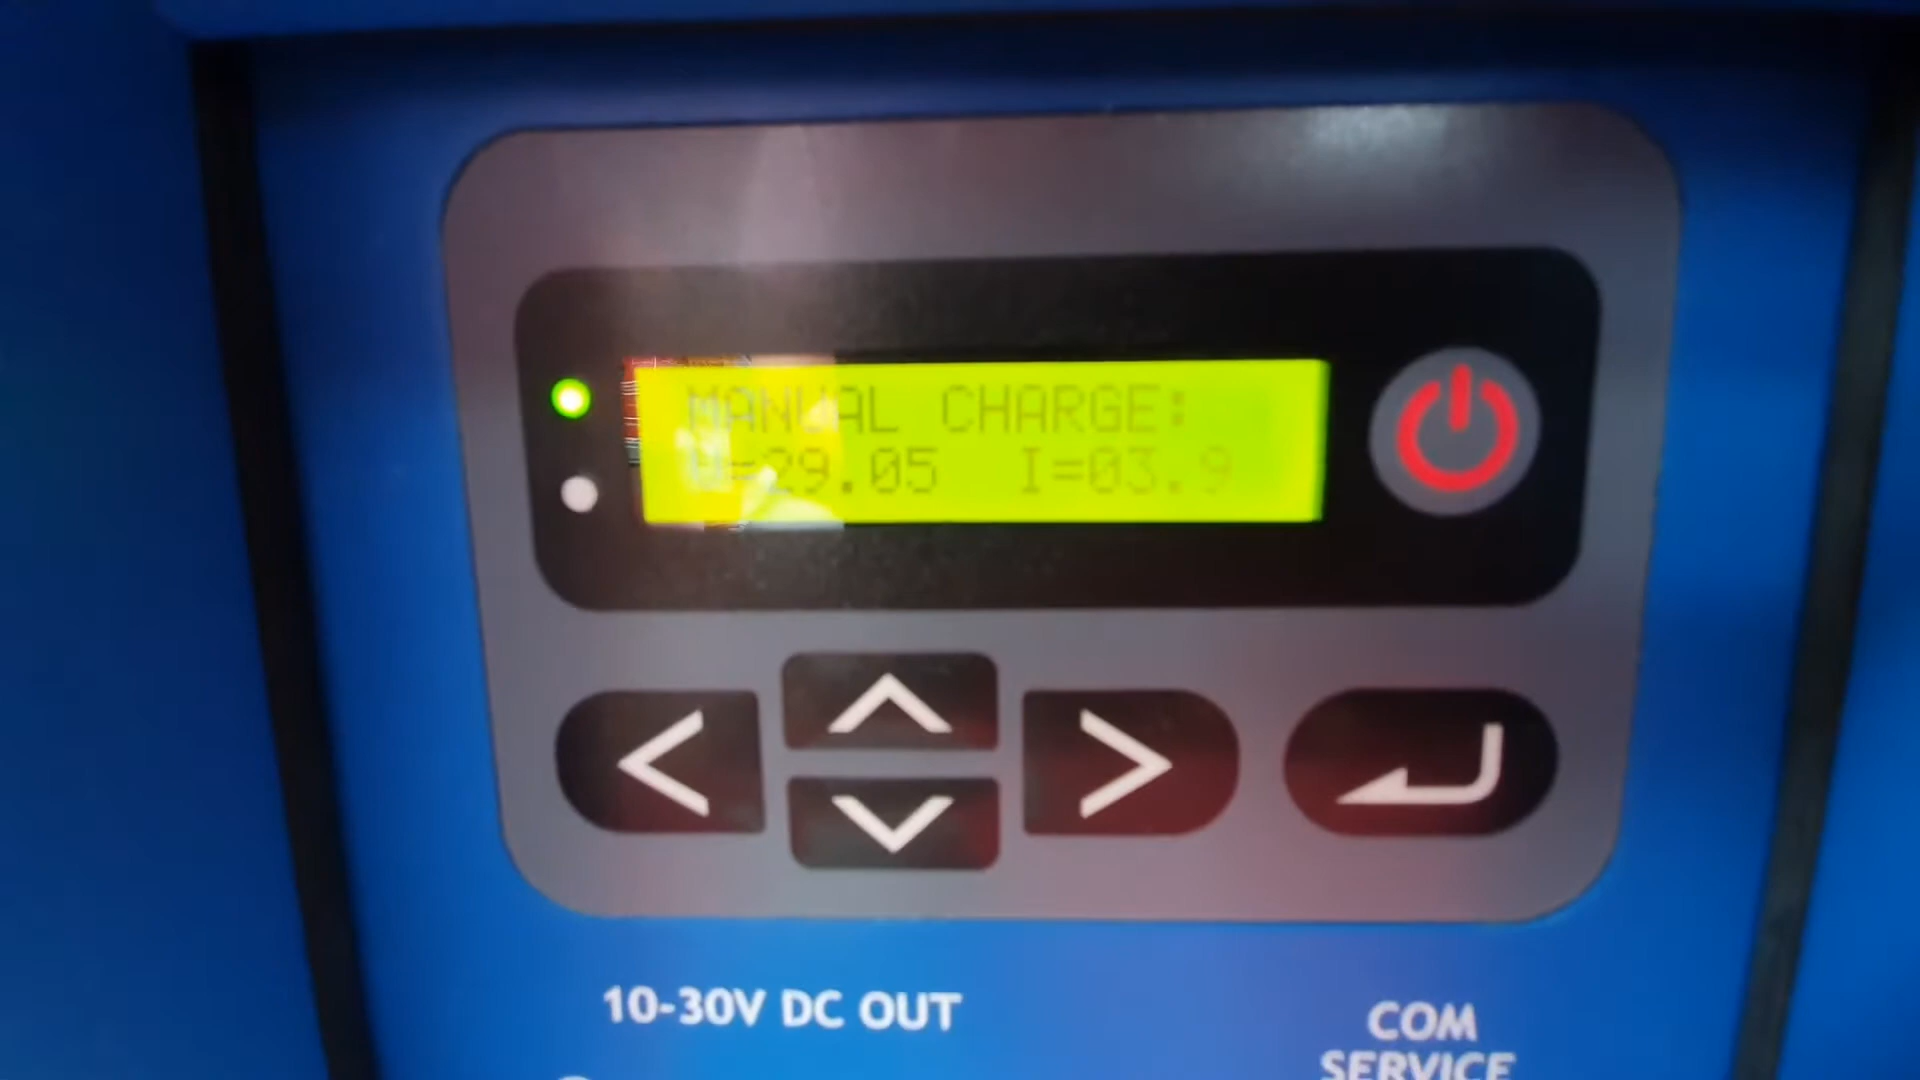 MANUAL CHARGE:
U=29.05 I=03.9
10-30V DC OUT
COM
SERVICE